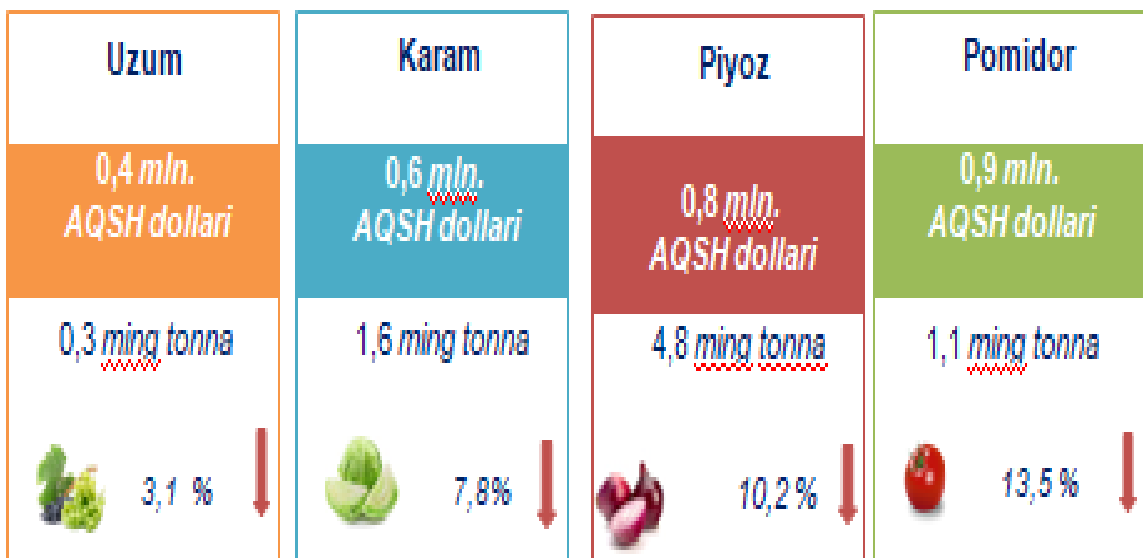 Uzum
0,4 mln.
AQSH dollari
0,3 ming tonna
3,1 %
Karam
0,6 mln.
AQSH dollari
1,6 ming tonna
7,8%
Piyoz
0,8 mln.
AQSH dollari
4,8 ming tonna
10,2 %
Pomidor
0,9 mln.
AQSH dollari
1,1 ming tonna
13,5 %